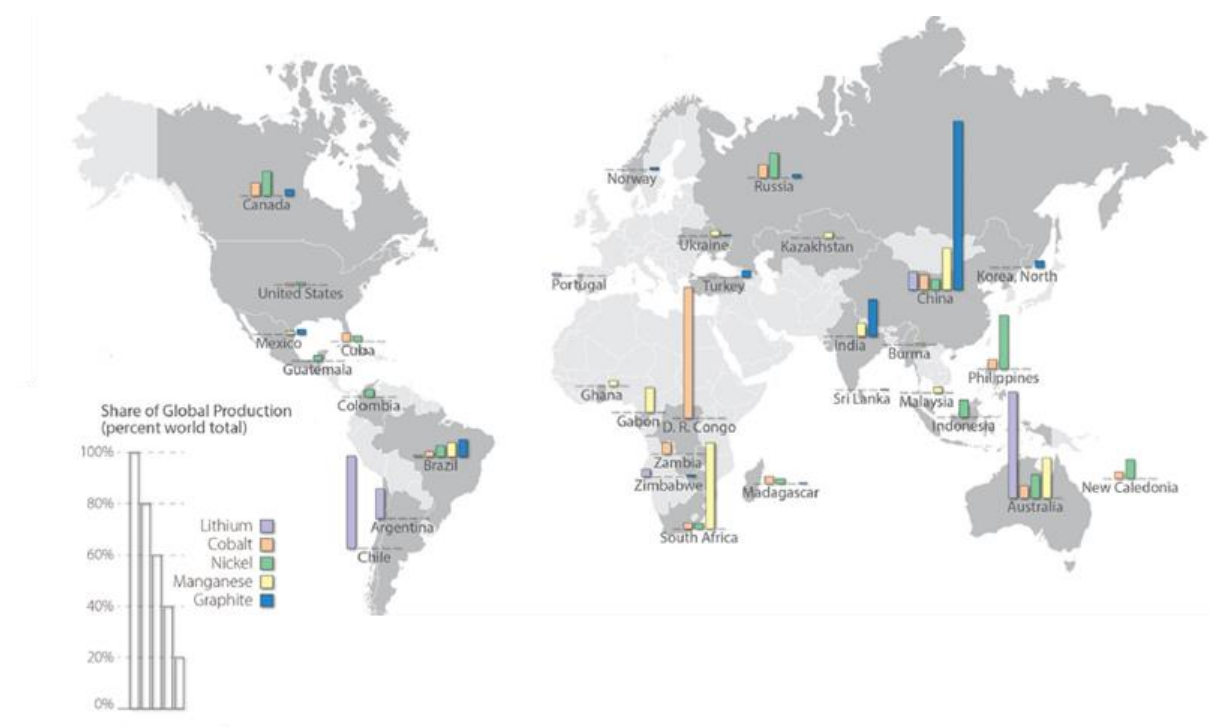 Norway
Russia
Canada
Ukraine
Kazakhstan
Korea, North
Portugal
Turkey
China
United States
Mexico
Cuba
India
Burma
Guatemala
Philippines
Ghana
Sri Lanka
Malaysia
Colombia
Gabon
D. R. Congo
Indonesia
Share of Global Production
(percent world total)
100%
80%
60%
40%
20%
0%
Lithium
Cobalt
Nickel
Manganese
Graphite
Brazil
Argentina
Chile
Zambia
Zimbabwe
Madagascar
South Africa
New Caledonia
Australia